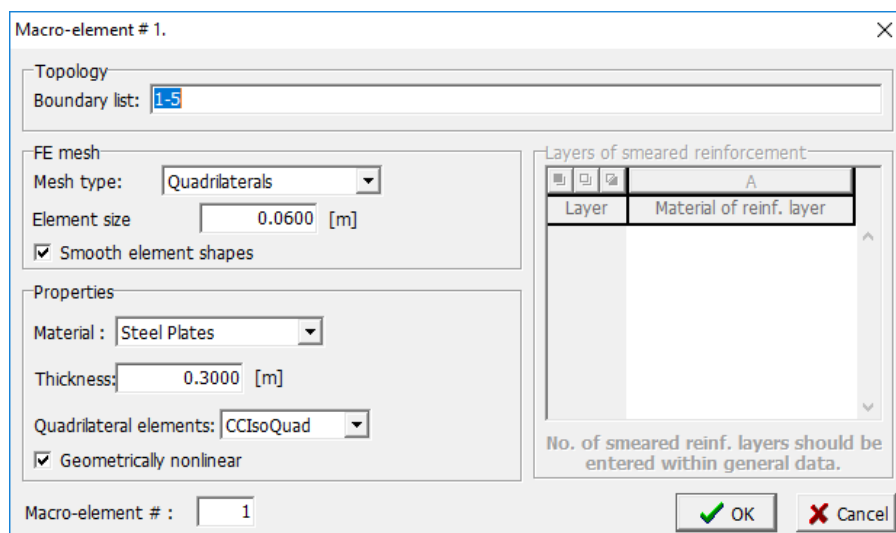 Macro-element # 1.
Topology
Boundary list: 1-5
FE mesh
Mesh type: Quadrilaterals
Element size 0.0600 [m]
Smooth element shapes
Properties
Material : Steel Plates
Thickness: 0.3000 [m]
Quadrilateral elements: CCIsoQuad
Geometrically nonlinear
Layers of smeared reinforcement
A
Layer Material of reinf. layer
No. of smeared reinf. layers should be
entered within general data.
Macro-element # : 1
OK Cancel